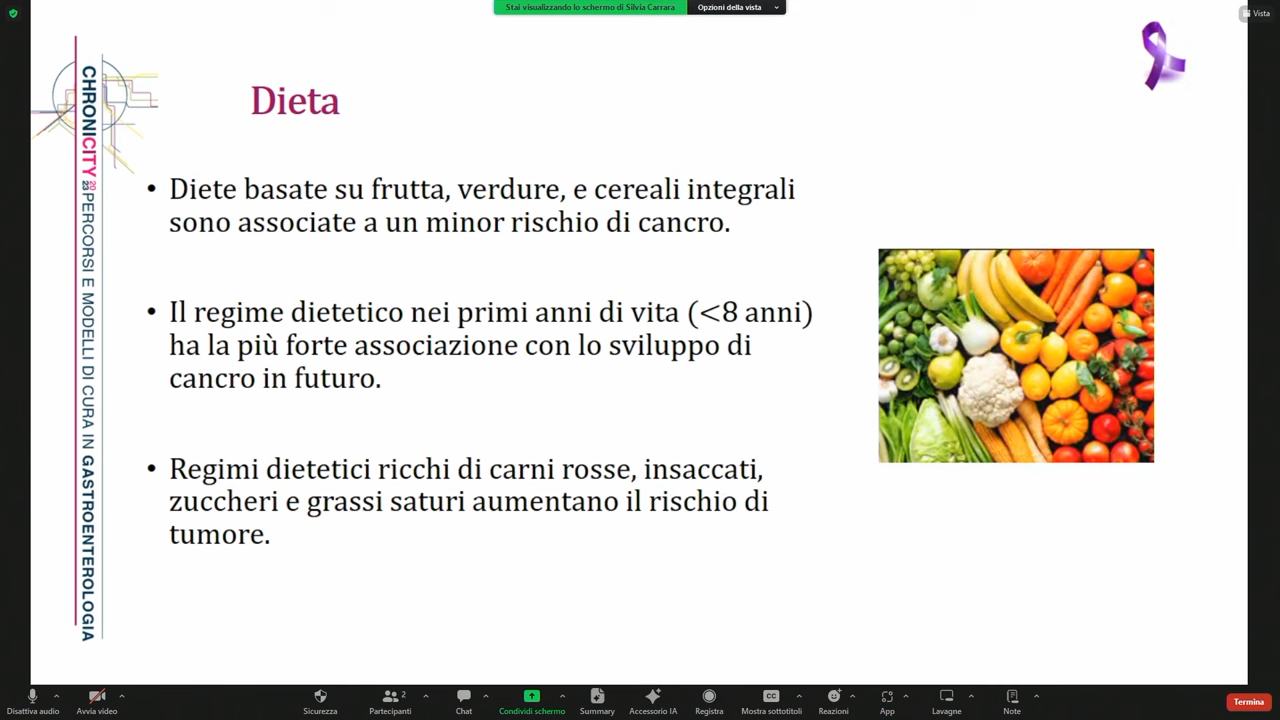 Stai visualizzando lo schermo di Silvia Carrara
Opzioni della vista
Vista
CHRONICITY 2023 PERCORSI E MODELLI DI CURA IN GASTROENTEROLOGIA
Dieta
• Diete basate su frutta, verdure, e cereali integrali
sono associate a un minor rischio di cancro.
• Il regime dietetico nei primi anni di vita (<8 anni)
ha la più forte associazione con lo sviluppo di
cancro in futuro.
• Regimi dietetici ricchi di carni rosse, insaccati,
zuccheri e grassi saturi aumentano il rischio di
tumore.
Disattiva audio
Avvia video
Sicurezza
Partecipanti 2
Chat
Condividi schermo
Summary
Accessorio IA
Registra
CC
Mostra sottotitoli
Reazioni
App
Lavagne
Note
Termina